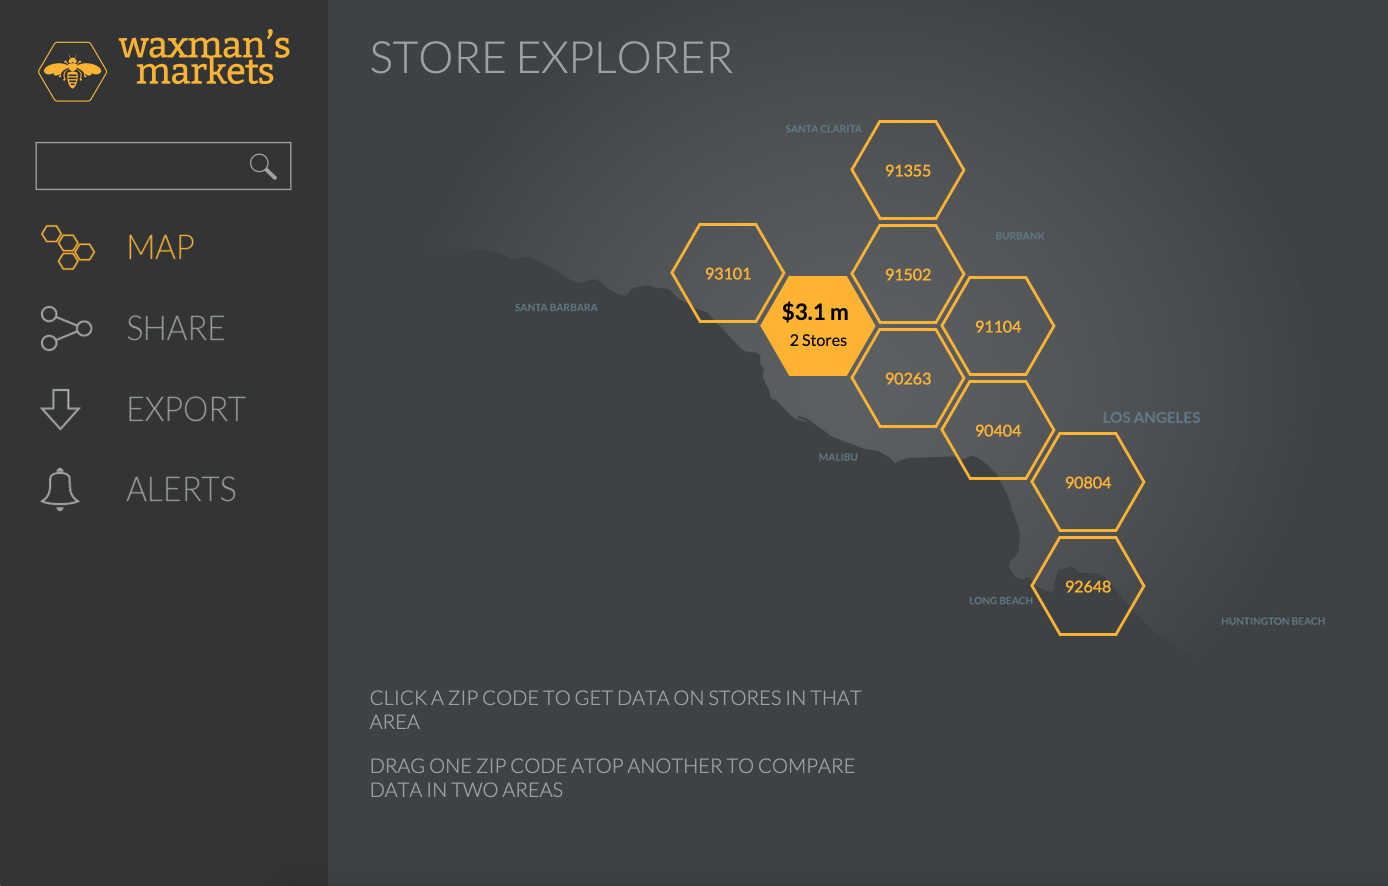 waxman's
markets
STORE EXPLORER
MAP
SHARE
EXPORT
ALERTS
SANTA CLARITA
91355
BURBANK
93101
91502
SANTA BARBARA
$3.1 m
2 Stores
91104
90263
LOS ANGELES
90404
MALIBU
90804
92648
LONG BEACH
HUNTINGTON BEACH
CLICK A ZIP CODE TO GET DATA ON STORES IN THAT
AREA
DRAG ONE ZIP CODE ATOP ANOTHER TO COMPARE
DATA IN TWO AREAS